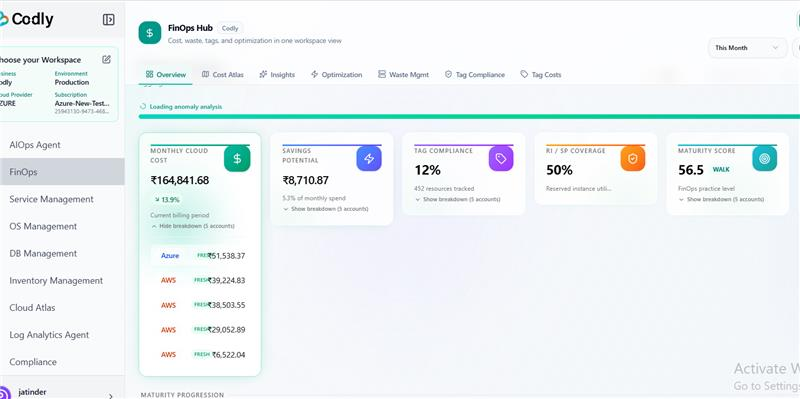 Codly
hoose your Workspace
siness
odly
Environment
Production
oud Provider
ZURE
Subscription
Azure-New-Test...
25943130-9473-468...
AIOps Agent
FinOps
Service Management
OS Management
DB Management
Inventory Management
Cloud Atlas
Log Analytics Agent
Compliance
jatinder
FinOps Hub
Codly
Cost, waste, tags, and optimization in one workspace view
This Month
Overview
Cost Atlas
Insights
Optimization
Waste Mgmt
Tag Compliance
Tag Costs
Loading anomaly analysis
MONTHLY CLOUD
COST
₹164,841.68
13.9%
Current billing period
Hide breakdown (5 accounts)
Azure FRESH ₹51,538.37
AWS FRESH ₹39,224.83
AWS FRESH ₹38,503.55
AWS FRESH ₹29,052.89
AWS FRESH ₹6,522.04
SAVINGS
POTENTIAL
₹8,710.87
5.3% of monthly spend
Show breakdown (5 accounts)
TAG COMPLIANCE
12%
452 resources tracked
Show breakdown (5 accounts)
RI / SP COVERAGE
50%
Reserved instance utili...
MATURITY SCORE
56.5 WALK
FinOps practice level
Show breakdown (5 accounts)
MATURITY PROGRESSION
Activate W
Go to Settings